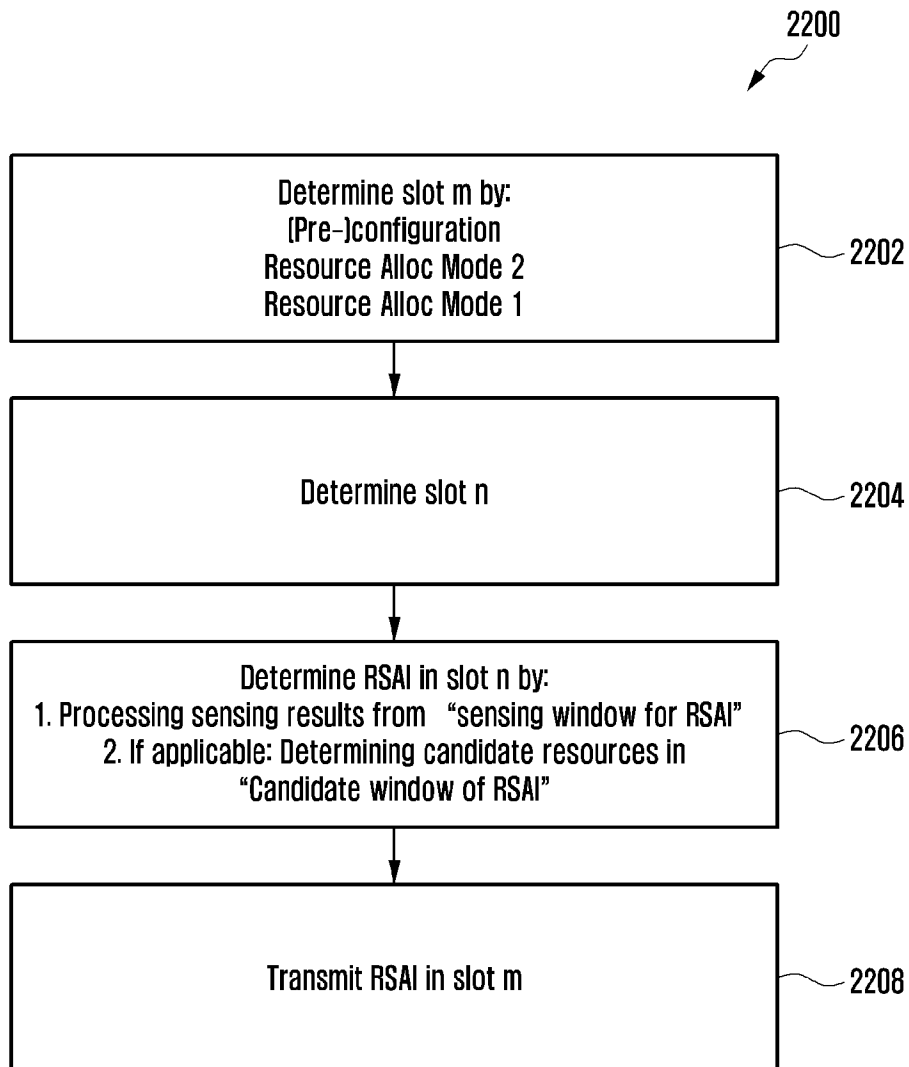 2200
Determine slot m by:
(Pre-)configuration
Resource Alloc Mode 2
Resource Alloc Mode 1
2202
Determine slot n
2204
Determine RSAI in slot n by:
1. Processing sensing results from “sensing window for RSAI”
2. If applicable: Determining candidate resources in
“Candidate window of RSAI”
2206
Transmit RSAI in slot m
2208